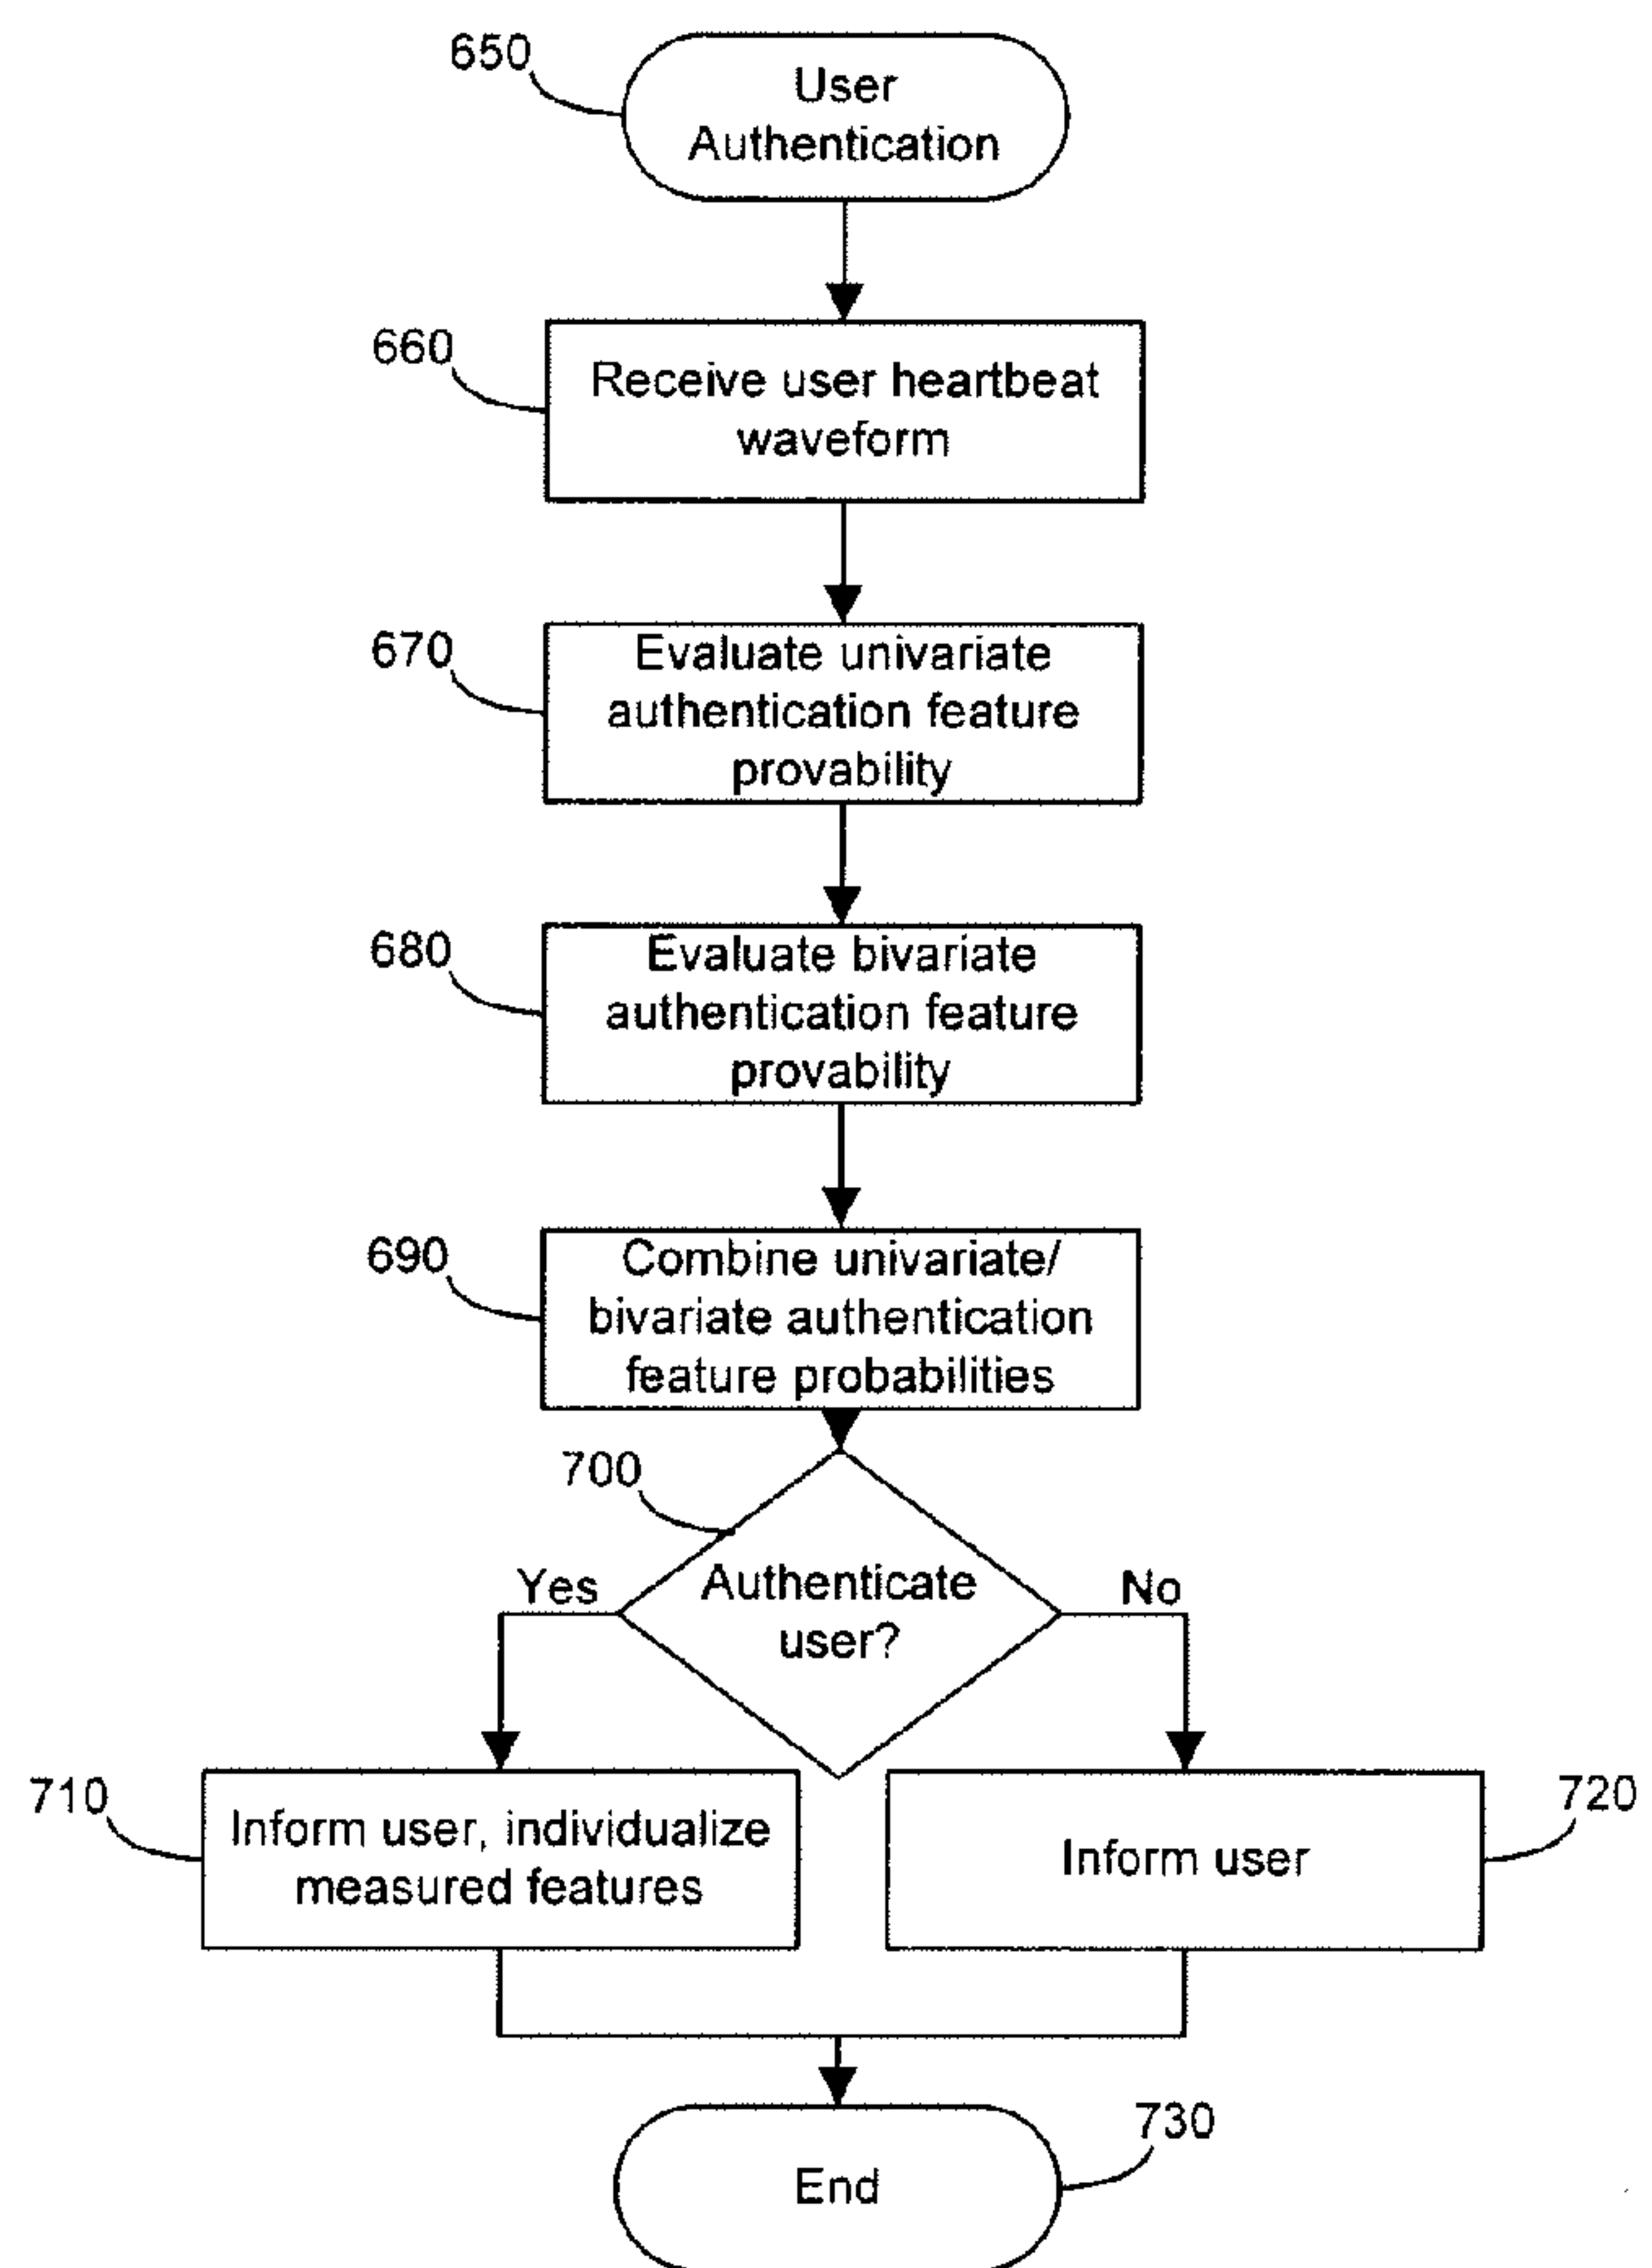 650
User
Authentication
660
Receive user heartbeat
waveform
670
Evaluate univariate
authentication feature
provability
680
Evaluate bivariate
authentication feature
provability
690
Combine univariate/
bivariate authentication
feature probabilities
700
Authenticate
user?
Yes
No
710
Inform user, individualize
measured features
720
Inform user
730
End